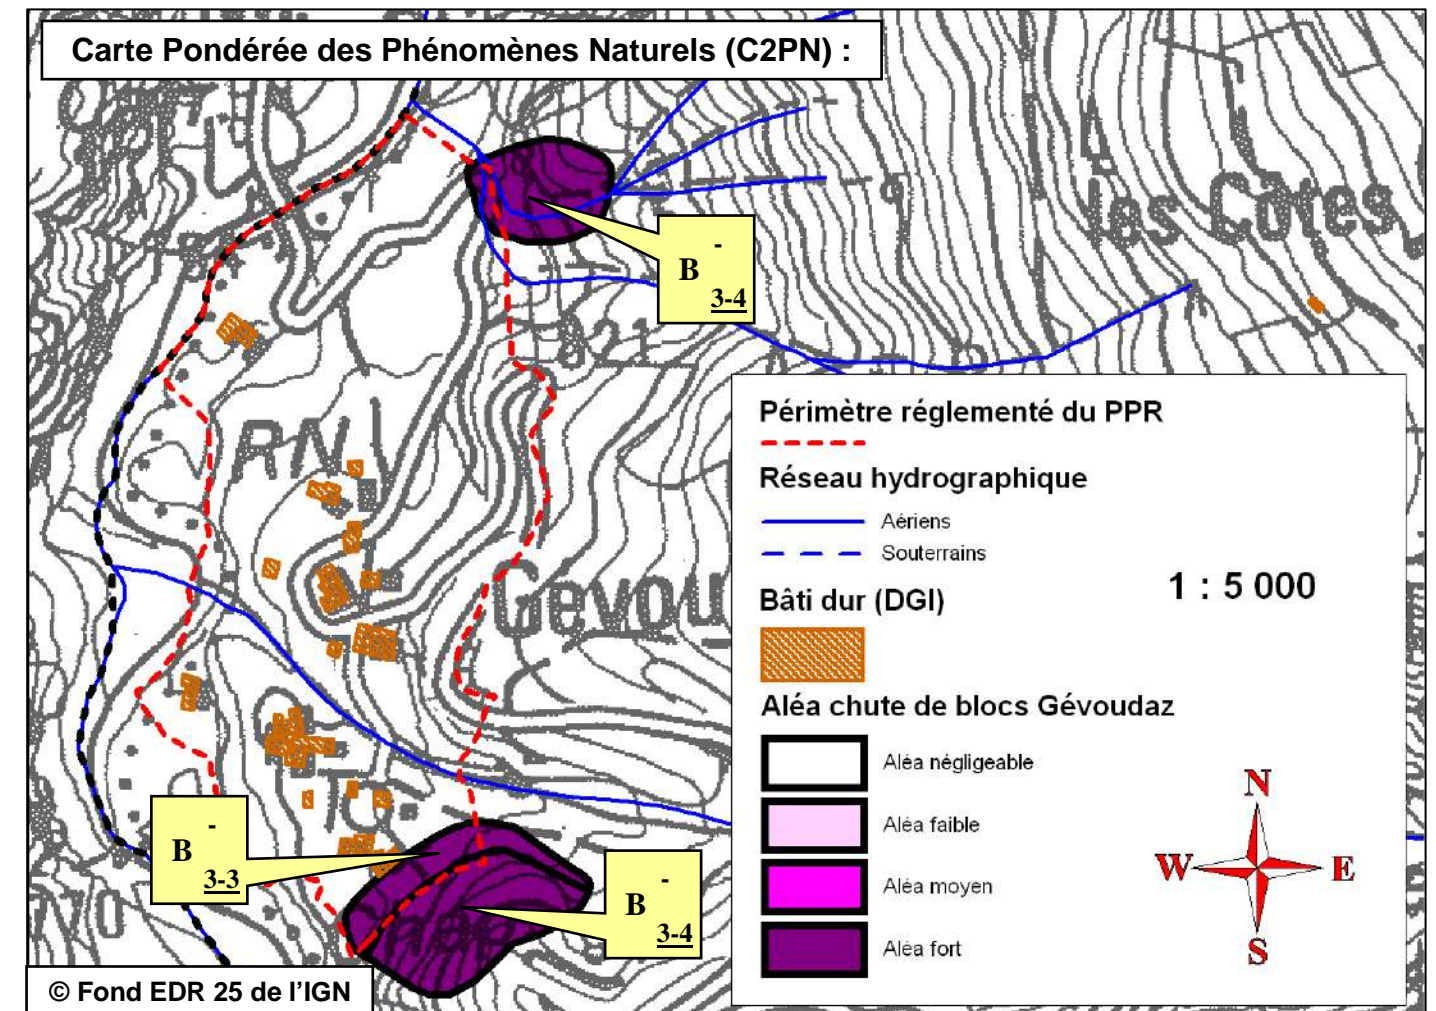 Carte Pondérée des Phénomènes Naturels (C2PN) :
les Côtes
-
B
3-4
821
Périmètre réglementé du PPR
RN
Réseau hydrographique
Aériens
Souterrains
1 : 5 000
Gévou
Bâti dur (DGI)
Aléa chute de blocs Gévoudaz
Aléa négligeable
N
Aléa faible
-
B
3-3
W
E
Aléa moyen
-
B
3-4
Aléa fort
S
© Fond EDR 25 de l'IGN